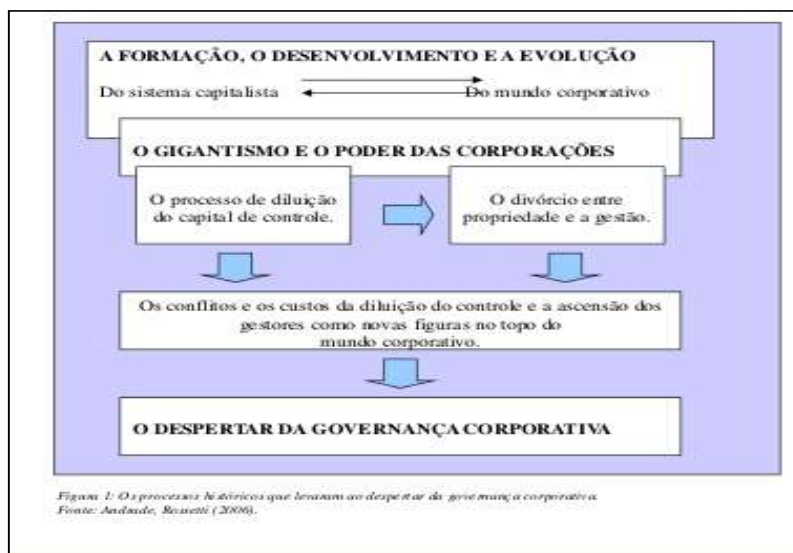 A FORMAÇÃO, O DESENVOLVIMENTO E A EVOLUÇÃO
Do sistema capitalista Do mundo corporativo
O GIGANTISMO E O PODER DAS CORPORAÇÕES
O processo de diluição
do capital de controle.
O divórcio entre
propriedade e a gestão.
Os conflitos e os custos da diluição do controle e a ascensão dos
gestores como novas figuras no topo do
mundo corporativo.
O DESPERTAR DA GOVERNANÇA CORPORATIVA
Figura 1: Os processos históricos que levaram ao despertar da governança corporativa.
Fonte: Andrade, Rossetti (2006).